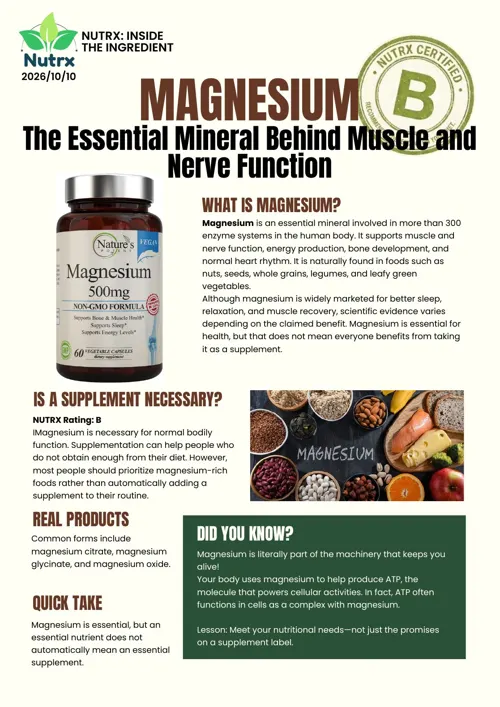 Nutrx
NUTRX: INSIDE
THE INGREDIENT
2026/10/10
NUTRX CERTIFIED
B
MAGNESIUM
The Essential Mineral Behind Muscle and
Nerve Function
Nature's
VEGAN
Magnesium
500mg
NON-GMO FORMULA
Supports Bone & Muscle Health*
Supports Sleep*
Supports Energy Levels*
60 VEGETABLE CAPSULES
dietary supplement
WHAT IS MAGNESIUM?
Magnesium is an essential mineral involved in more than 300
enzyme systems in the human body. It supports muscle and
nerve function, energy production, bone development, and
normal heart rhythm. It is naturally found in foods such as
nuts, seeds, whole grains, legumes, and leafy green
vegetables.
Although magnesium is widely marketed for better sleep,
relaxation, and muscle recovery, scientific evidence varies
depending on the claimed benefit. Magnesium is essential for
health, but that does not mean everyone benefits from taking
it as a supplement.
IS A SUPPLEMENT NECESSARY?
NUTRX Rating: B
IMagnesium is necessary for normal bodily
function. Supplementation can help people who
do not obtain enough from their diet. However,
most people should prioritize magnesium-rich
foods rather than automatically adding a
supplement to their routine.
MAGNESIUM
REAL PRODUCTS
Common forms include
magnesium citrate, magnesium
glycinate, and magnesium oxide.
QUICK TAKE
Magnesium is essential, but an
essential nutrient does not
automatically mean an essential
supplement.
DID YOU KNOW?
Magnesium is literally part of the machinery that keeps you
alive!
Your body uses magnesium to help produce ATP, the
molecule that powers cellular activities. In fact, ATP often
functions in cells as a complex with magnesium.
Lesson: Meet your nutritional needs—not just the promises
on a supplement label.